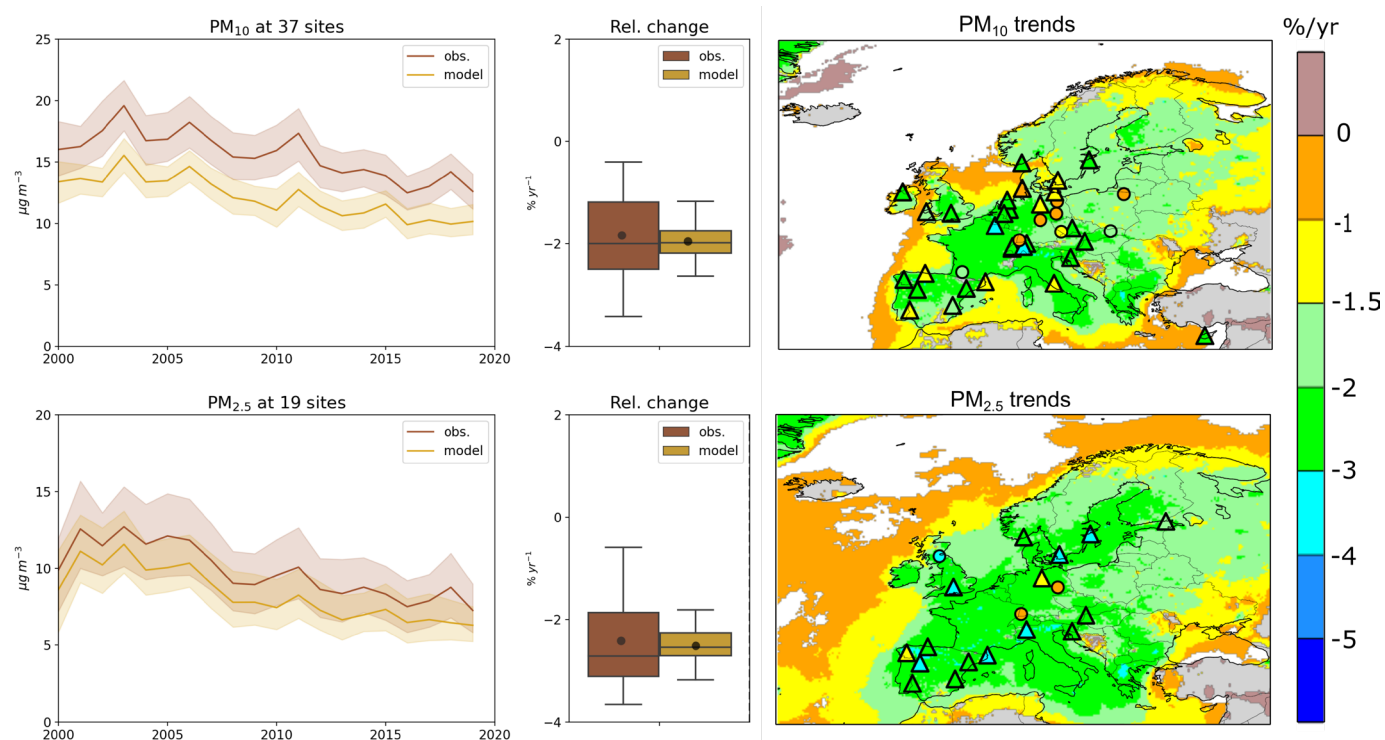 PM₁₀ at 37 sites
25
20
15
10
5
0
μg m⁻³
obs.
model
2000 2005 2010 2015 2020
Rel. change
2
0
−2
−4
% yr⁻¹
obs.
model
PM₁₀ trends
%/yr
0
-1
-1.5
-2
-3
-4
-5
PM₂.₅ at 19 sites
20
15
10
5
0
μg m⁻³
obs.
model
2000 2005 2010 2015 2020
Rel. change
2
0
−2
−4
% yr⁻¹
obs.
model
PM₂.₅ trends